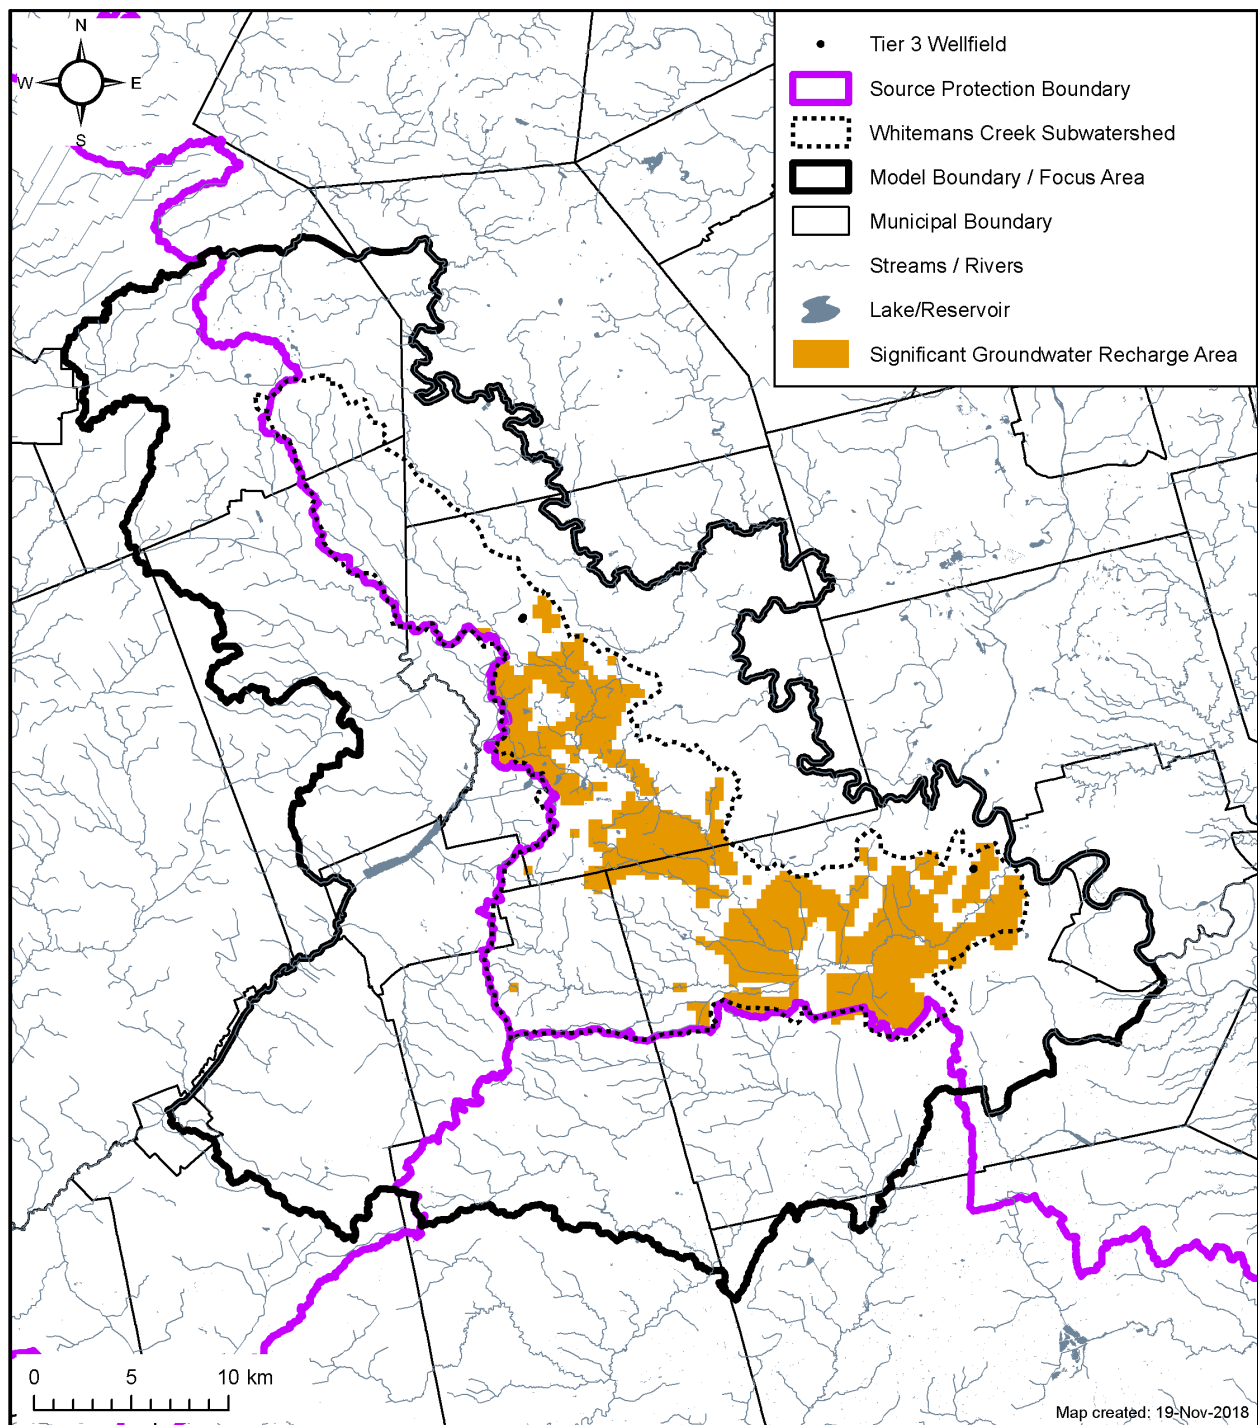 N
W E
S
Tier 3 Wellfield
Source Protection Boundary
Whitemans Creek Subwatershed
Model Boundary / Focus Area
Municipal Boundary
Streams / Rivers
Lake/Reservoir
Significant Groundwater Recharge Area
0 5 10 km
Map created: 19-Nov-2018